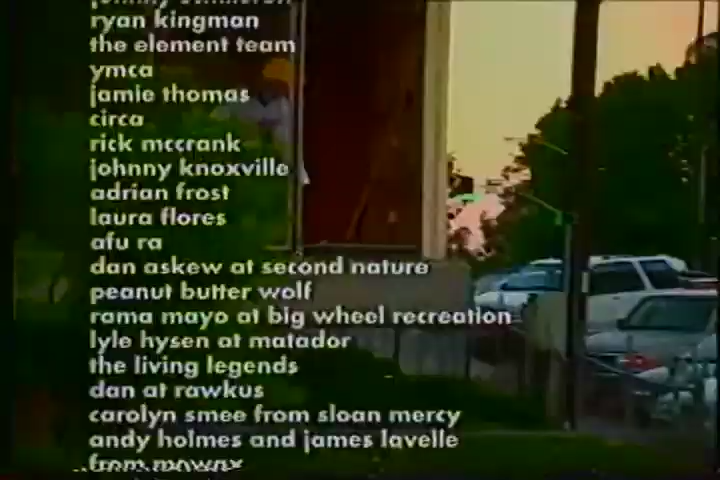 ryan kingman
the element team
ymca
jamie thomas
circa
rick mccrank
johnny knoxville
adrian frost
laura flores
afu ra
dan askew at second nature
peanut butter wolf
rama mayo at big wheel recreation
lyle hysen at matador
the living legends
dan at rawkus
carolyn smee from sloan mercy
andy holmes and james lavelle
from mowax